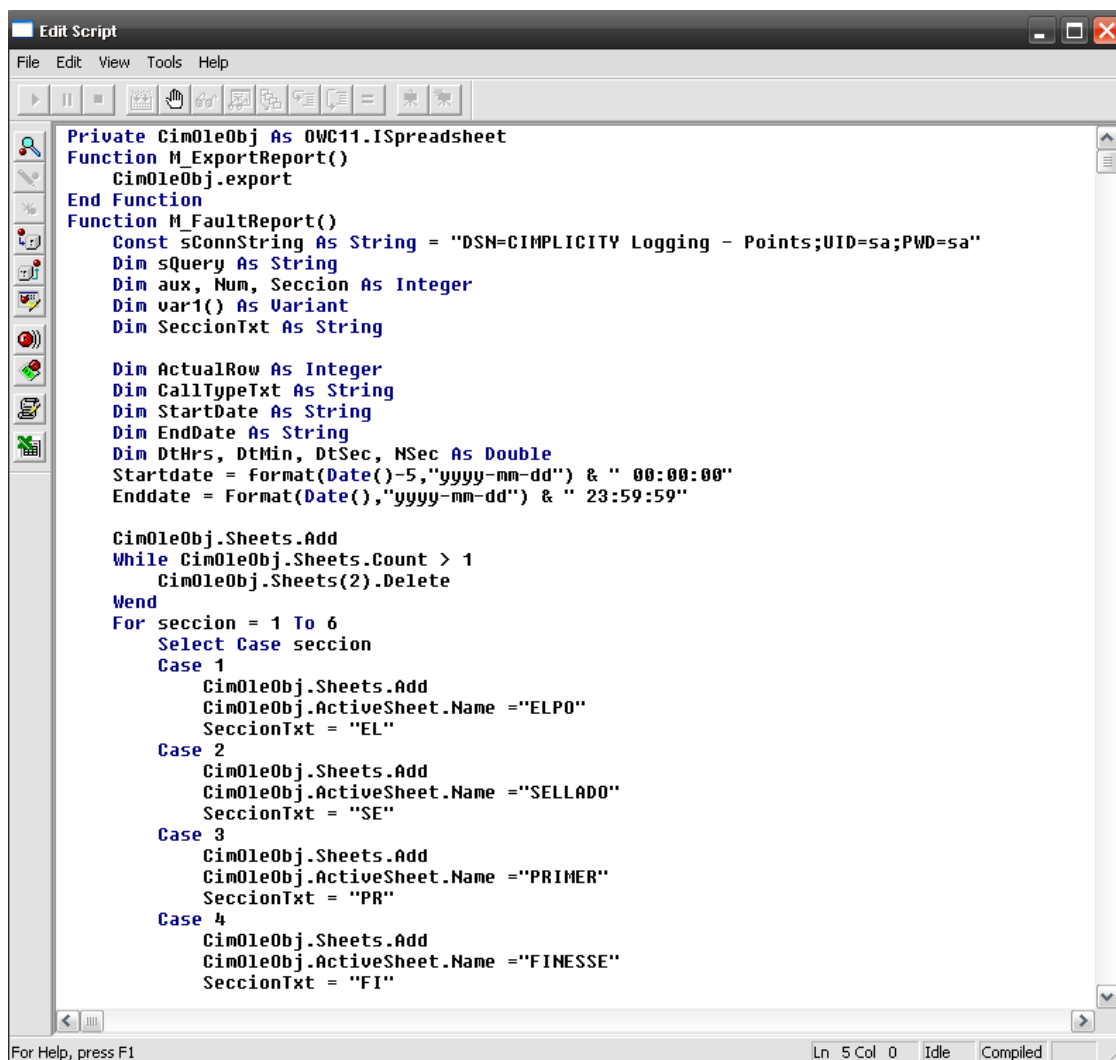 Edit Script
File Edit View Tools Help
Private CimOleObj As OWC11.ISpreadsheet
Function M_ExportReport()
    CimOleObj.export
End Function
Function M_FaultReport()
    Const sConnString As String = "DSN=CIMPLICITY Logging - Points;UID=sa;PWD=sa"
    Dim sQuery As String
    Dim aux, Num, Seccion As Integer
    Dim var1() As Variant
    Dim SeccionTxt As String

    Dim ActualRow As Integer
    Dim CallTypeTxt As String
    Dim StartDate As String
    Dim EndDate As String
    Dim DtHrs, DtMin, DtSec, NSec As Double
    Startdate = format(Date()-5,"yyyy-mm-dd") & " 00:00:00"
    Enddate = Format(Date(),"yyyy-mm-dd") & " 23:59:59"

    CimOleObj.Sheets.Add
    While CimOleObj.Sheets.Count > 1
        CimOleObj.Sheets(2).Delete
    Wend
    For seccion = 1 To 6
        Select Case seccion
        Case 1
            CimOleObj.Sheets.Add
            CimOleObj.ActiveSheet.Name ="ELPO"
            SeccionTxt = "EL"
        Case 2
            CimOleObj.Sheets.Add
            CimOleObj.ActiveSheet.Name ="SELLADO"
            SeccionTxt = "SE"
        Case 3
            CimOleObj.Sheets.Add
            CimOleObj.ActiveSheet.Name ="PRIMER"
            SeccionTxt = "PR"
        Case 4
            CimOleObj.Sheets.Add
            CimOleObj.ActiveSheet.Name ="FINESSE"
            SeccionTxt = "FI"
For Help, press F1 Ln 5 Col 0 Idle Compiled